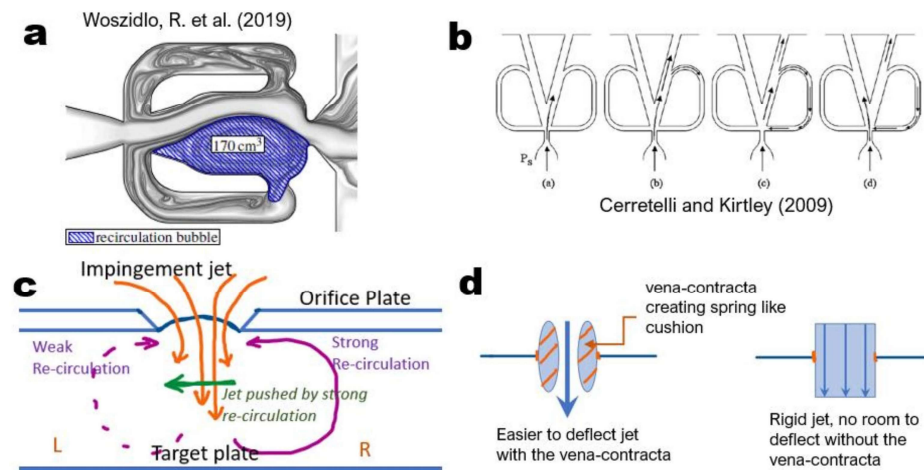 Woszidlo, R. et al. (2019)
a
170 cm³
recirculation bubble
b
Ps
(a) (b) (c) (d)
Cerretelli and Kirtley (2009)
c
Impingement jet
Orifice Plate
Weak
Re-circulation
Strong
Re-circulation
Jet pushed by strong
re-circulation
L
Target plate
R
d
vena-contracta
creating spring like
cushion
Easier to deflect jet
with the vena-contracta
Rigid jet, no room to
deflect without the
vena-contracta